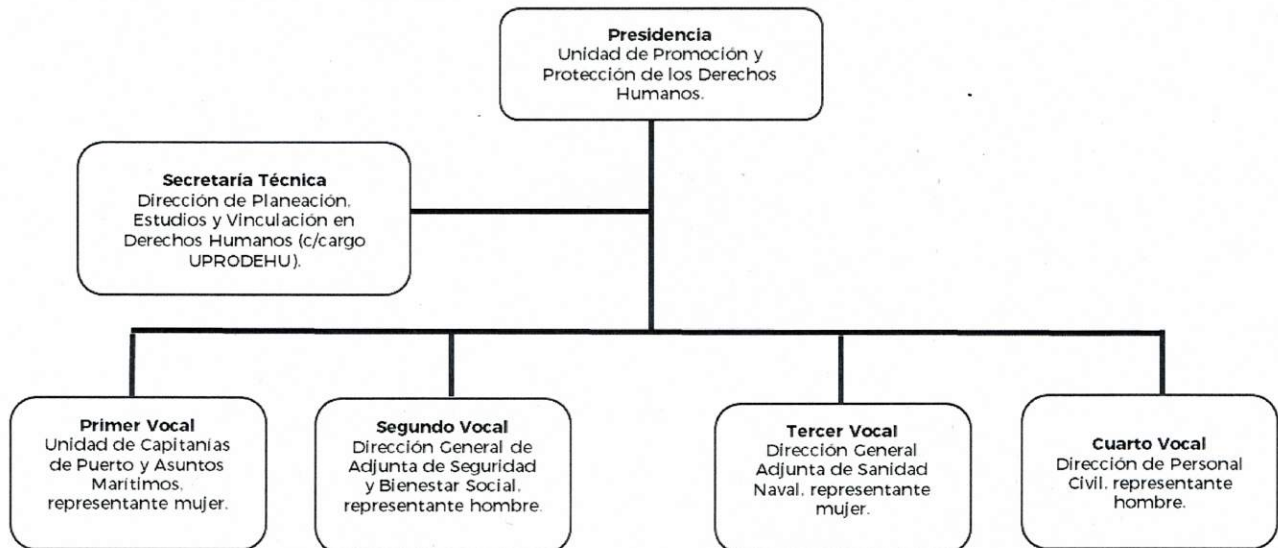 Presidencia
Unidad de Promoción y
Protección de los Derechos
Humanos.
Secretaría Técnica
Dirección de Planeación,
Estudios y Vinculación en
Derechos Humanos (c/cargo
UPRODEHU).
Primer Vocal
Unidad de Capitanías
de Puerto y Asuntos
Marítimos,
representante mujer.
Segundo Vocal
Dirección General de
Adjunta de Seguridad
y Bienestar Social,
representante hombre.
Tercer Vocal
Dirección General
Adjunta de Sanidad
Naval, representante
mujer.
Cuarto Vocal
Dirección de Personal
Civil, representante
hombre.